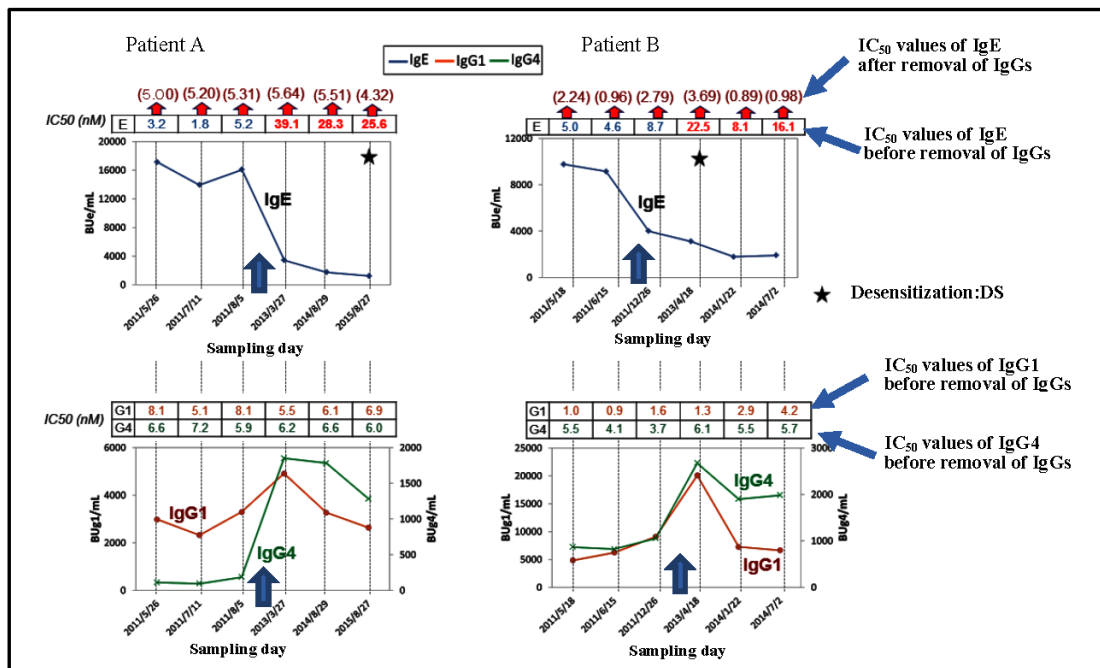 Patient A
Patient B
IgE IgG1 IgG4
IC50 values of IgE
after removal of IgGs
(5.00) (5.20) (5.31) (5.64) (5.51) (4.32)
(2.24) (0.96) (2.79) (3.69) (0.89) (0.98)
IC50 (nM) E 3.2 1.8 5.2 39.1 28.3 25.6
E 5.0 4.6 8.7 22.5 8.1 16.1
IC50 values of IgE
before removal of IgGs
20000
16000
12000
8000
4000
0
BUe/mL
IgE
2011/5/26 2011/7/11 2011/8/5 2013/3/27 2014/8/29 2015/8/27
Sampling day
12000
8000
4000
0
BUe/mL
IgE
2011/5/18 2011/6/15 2011/12/26 2013/4/18 2014/1/22 2014/7/2
Sampling day
★ Desensitization:DS
IC50 values of IgG1
before removal of IgGs
IC50 (nM)
G1 8.1 5.1 8.1 5.5 6.1 6.9
G4 6.6 7.2 5.9 6.2 6.6 6.0
G1 1.0 0.9 1.6 1.3 2.9 4.2
G4 5.5 4.1 3.7 6.1 5.5 5.7
IC50 values of IgG4
before removal of IgGs
6000
4000
2000
0
BUg1/mL
IgG1
IgG4
2000
1500
1000
500
0
BUg4/mL
2011/5/26 2011/7/11 2011/8/5 2013/3/27 2014/8/29 2015/8/27
Sampling day
25000
20000
15000
10000
5000
0
BUg1/mL
IgG4
IgG1
3000
2000
1000
0
BUg4/mL
2011/5/18 2011/6/15 2011/12/26 2013/4/18 2014/1/22 2014/7/2
Sampling day